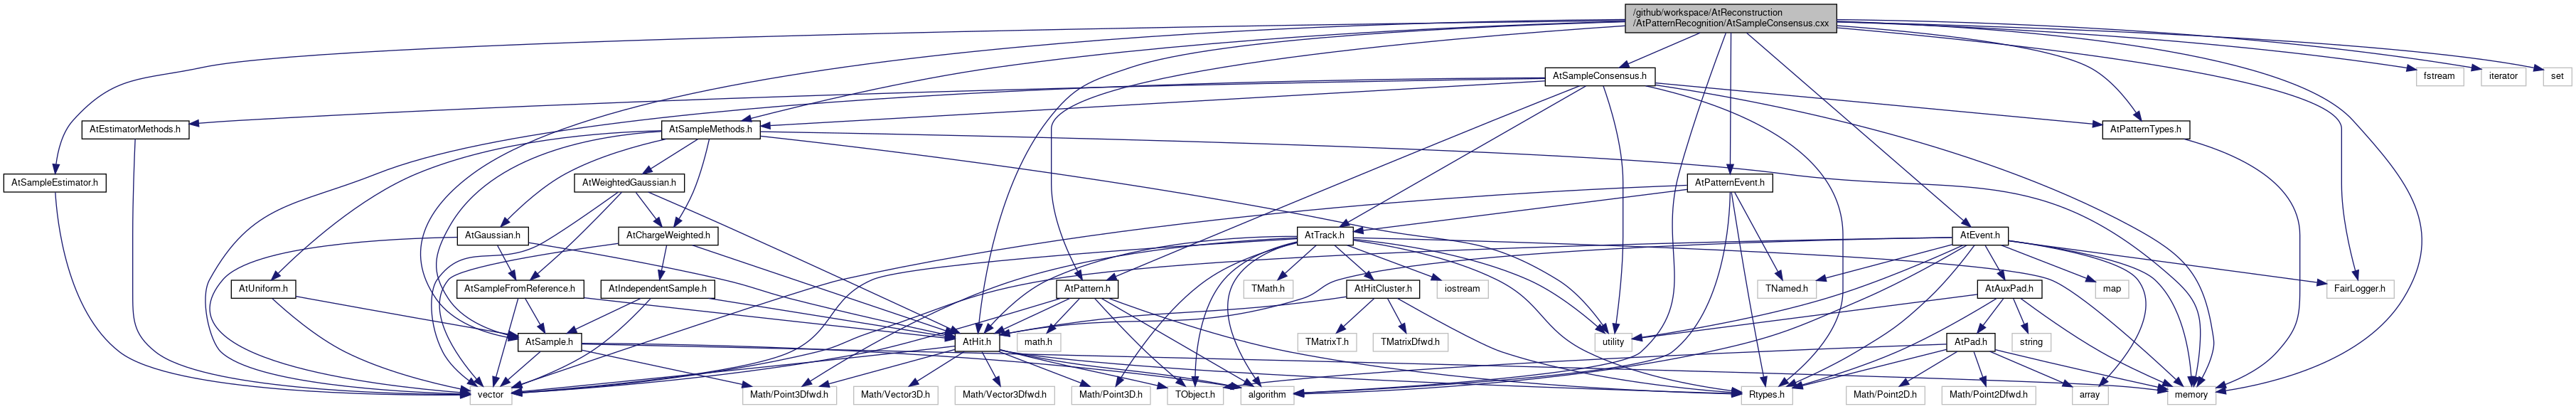 /github/workspace/AtReconstruction
/AtPatternRecognition/AtSampleConsensus.cxx
AtSampleConsensus.h
fstream
iterator
set
AtEstimatorMethods.h
AtSampleMethods.h
AtPatternTypes.h
AtSampleEstimator.h
AtWeightedGaussian.h
AtPatternEvent.h
AtGaussian.h
AtChargeWeighted.h
AtTrack.h
AtEvent.h
AtUniform.h
AtSampleFromReference.h
AtIndependentSample.h
AtPattern.h
TMath.h
AtHitCluster.h
iostream
TNamed.h
AtAuxPad.h
map
FairLogger.h
AtSample.h
AtHit.h
math.h
TMatrixT.h
TMatrixDfwd.h
utility
AtPad.h
string
vector
Math/Point3Dfwd.h
Math/Vector3D.h
Math/Vector3Dfwd.h
Math/Point3D.h
TObject.h
algorithm
Rtypes.h
Math/Point2D.h
Math/Point2Dfwd.h
array
memory